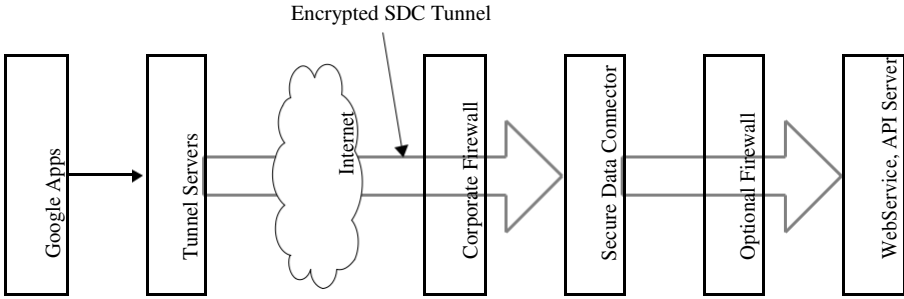 Encrypted SDC Tunnel
Google Apps
Tunnel Servers
Internet
Corporate Firewall
Secure Data Connector
Optional Firewall
WebService, API Server